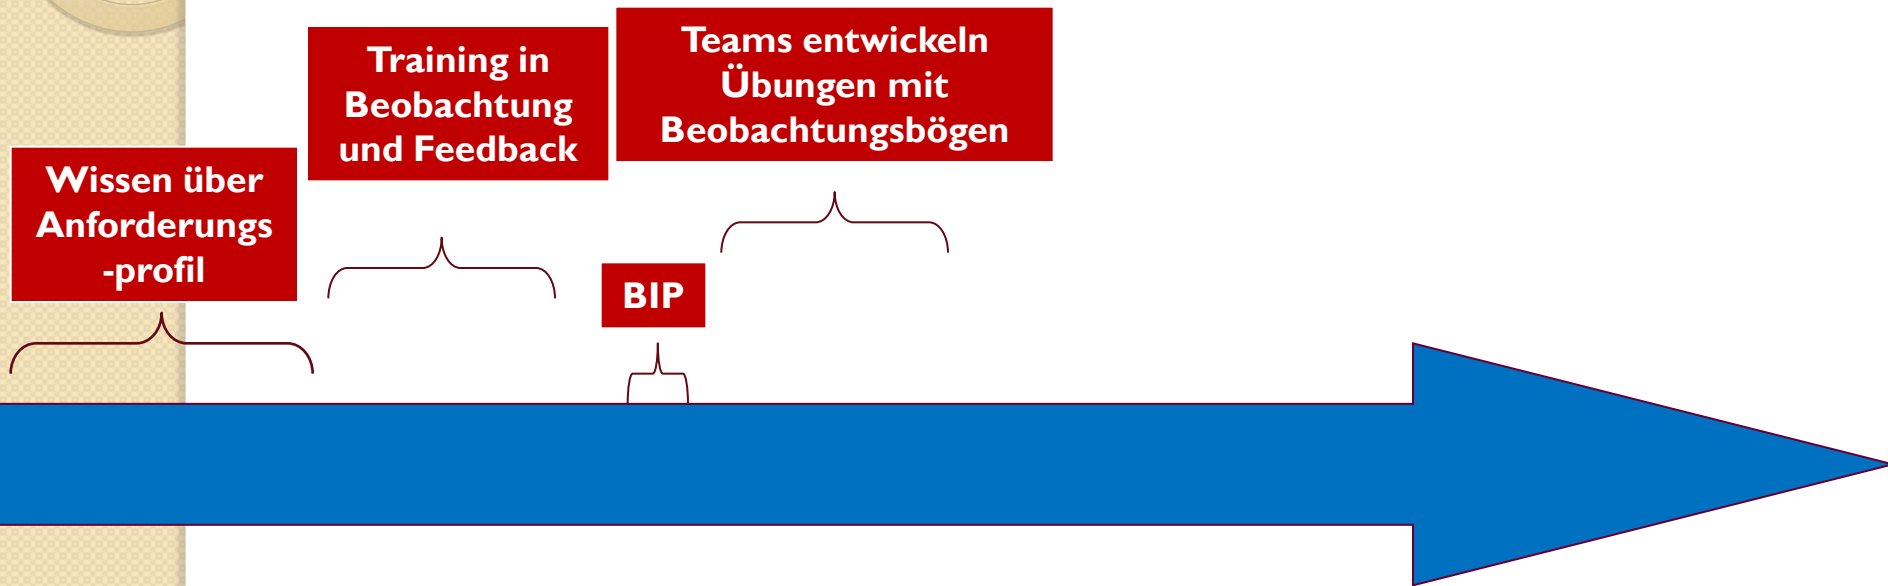 Wissen über
Anforderungs
-profil
Training in
Beobachtung
und Feedback
BIP
Teams entwickeln
Übungen mit
Beobachtungsbögen